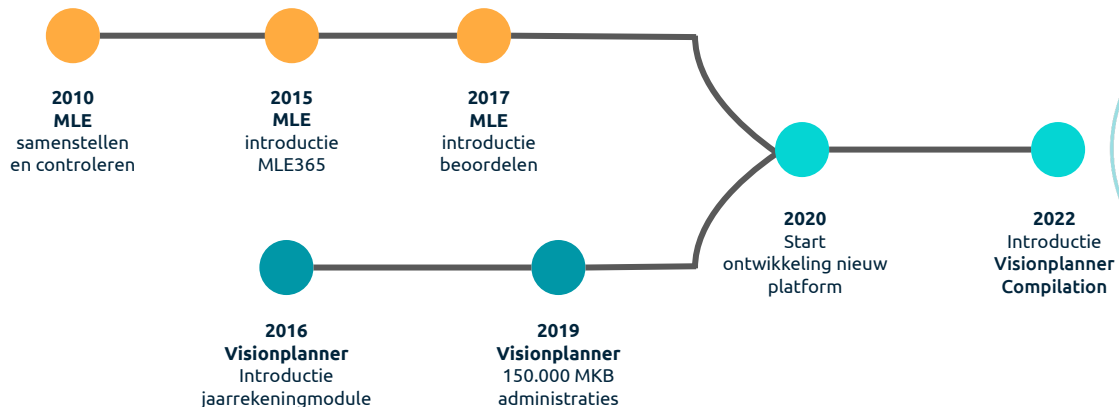 2010
MLE
samenstellen
en controleren
2015
MLE
introductie
MLE365
2017
MLE
introductie
beoordelen
2020
Start
ontwikkeling nieuw
platform
2022
Introductie
Visionplanner
Compilation
2016
Visionplanner
Introductie
jaarrekeningmodule
2019
Visionplanner
150.000 MKB
administraties